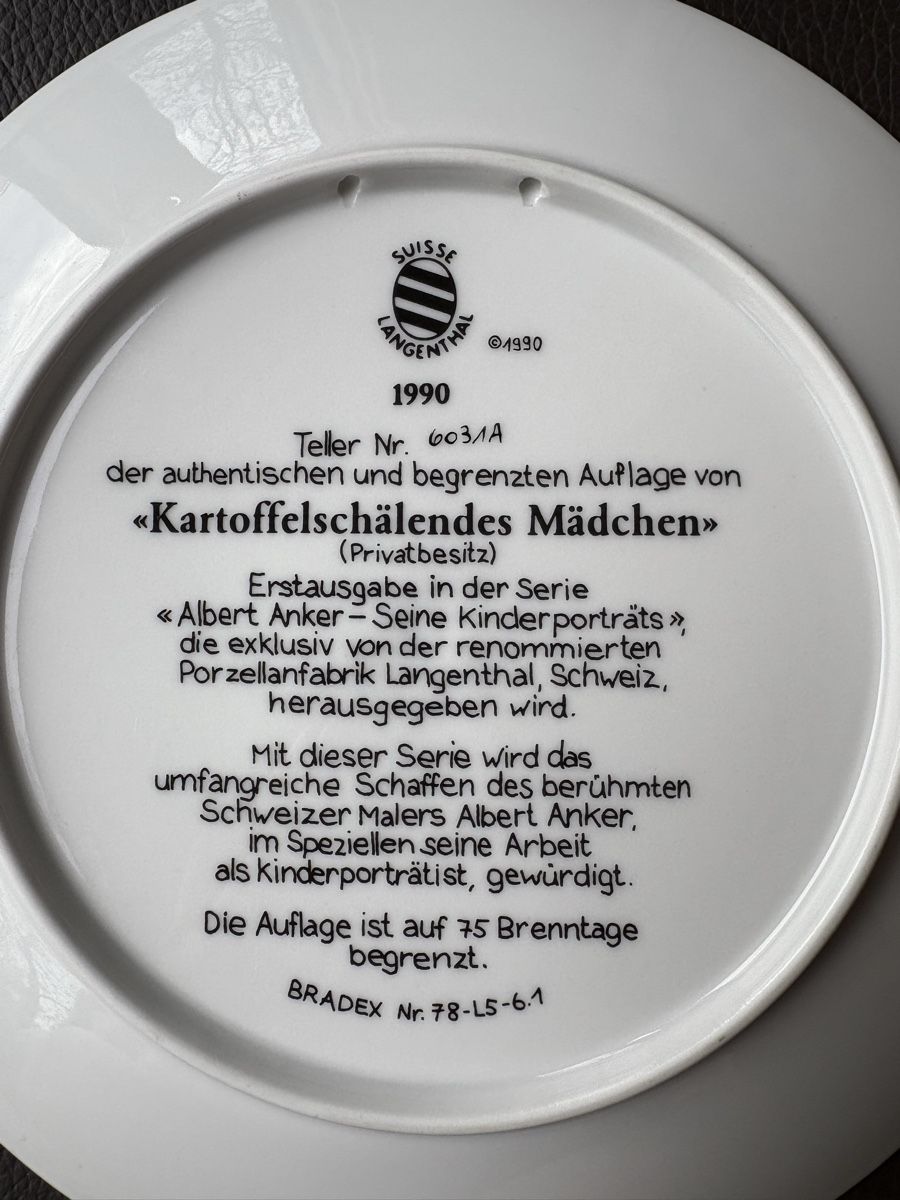 SUISSE
LANGENTHAL
©1990
1990
Teller Nr. 6031A
der authentischen und begrenzten Auflage von
«Kartoffelschälendes Mädchen»
(Privatbesitz)
Erstausgabe in der Serie
«Albert Anker – Seine Kinderporträts»,
die exklusiv von der renommierten
Porzellanfabrik Langenthal, Schweiz,
herausgegeben wird.
Mit dieser Serie wird das
umfangreiche Schaffen des berühmten
Schweizer Malers Albert Anker,
im Speziellen seine Arbeit
als Kinderporträtist, gewürdigt.
Die Auflage ist auf 75 Brenntage
begrenzt.
BRADEX Nr. 78-L5-6.1